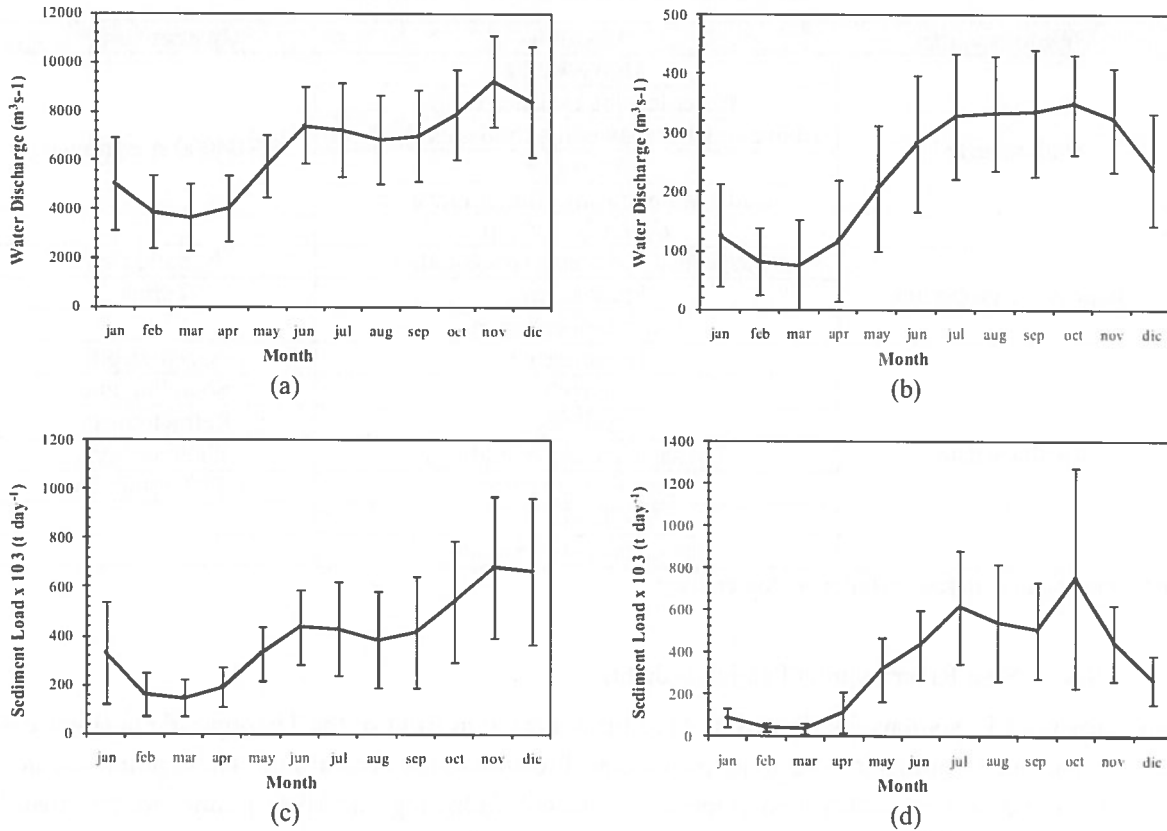 12000
10000
8000
6000
4000
2000
0
Water Discharge (m³s-1)
jan feb mar apr may jun jul aug sep oct nov dic
Month
(a)
500
400
300
200
100
0
Water Discharge (m³s-1)
jan feb mar apr may jun jul aug sep oct nov dic
Month
(b)
1200
1000
800
600
400
200
0
Sediment Load x 103 (t day⁻¹)
jan feb mar apr may jun jul aug sep oct nov dic
Month
(c)
1400
1200
1000
800
600
400
200
0
Sediment Load x 103 (t day⁻¹)
jan feb mar apr may jun jul aug sep oct nov dic
Month
(d)